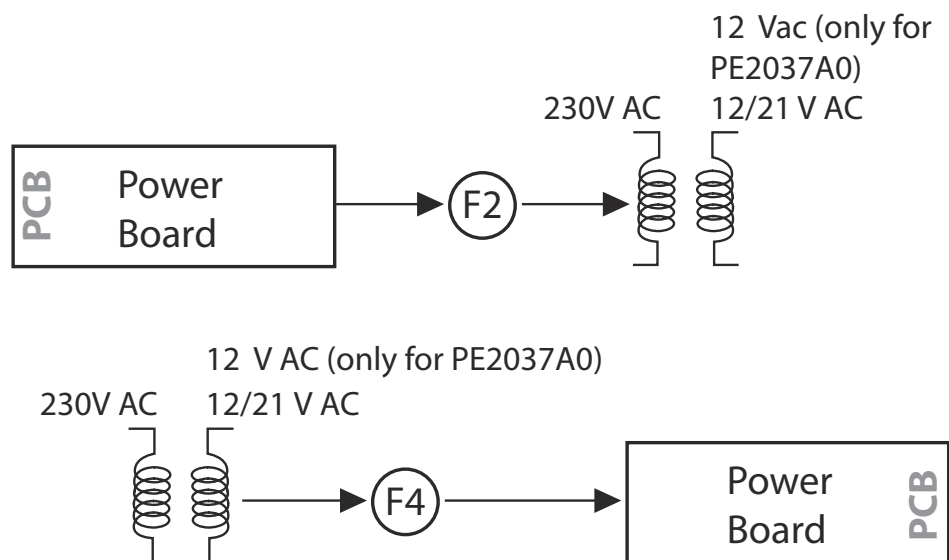 12 Vac (only for
PE2037A0)
230V AC 12/21 V AC
PCB Power
Board
F2
12 V AC (only for PE2037A0)
230V AC 12/21 V AC
F4
Power
Board
PCB